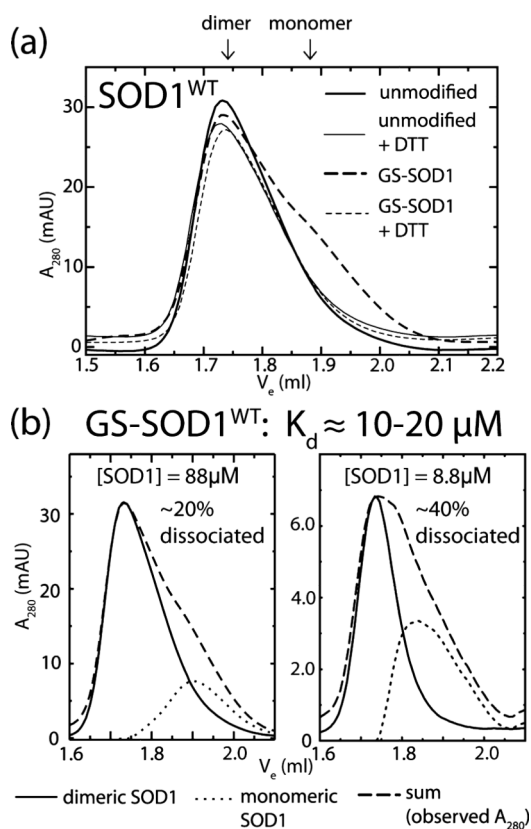 dimer monomer
(a)
SOD1WT
unmodified
unmodified
+ DTT
GS-SOD1
GS-SOD1
+ DTT
A280 (mAU)
30
20
10
0
1.5 1.6 1.7 1.8 1.9 2.0 2.1 2.2
Ve (ml)
(b) GS-SOD1WT: Kd ≈ 10-20 μM
[SOD1] = 88μM
~20%
dissociated
A280 (mAU)
30
20
10
0
1.6 1.8 2.0
[SOD1] = 8.8μM
~40%
dissociated
6.0
4.0
2.0
0
1.6 1.8 2.0
Ve (ml)
dimeric SOD1
monomeric
SOD1
sum
(observed A280)